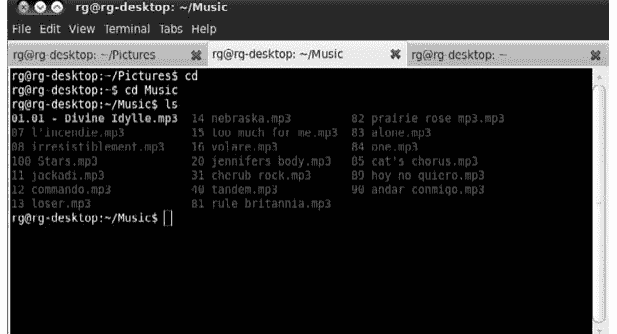 rg@rg-desktop: ~/Music
File Edit View Terminal Tabs Help
rg@rg-desktop: ~/Pictures rg@rg-desktop: ~/Music rg@rg-desktop: ~
rg@rg-desktop:~/Pictures$ cd
rg@rg-desktop:~$ cd Music
rg@rg-desktop:~/Music$ ls
01.01 - Divine Idylle.mp3 14 nebraska.mp3 82 prairie rose mp3.mp3
07 l'incendie.mp3 15 too much for me.mp3 83 alone.mp3
08 irresistiblement.mp3 16 volare.mp3 84 one.mp3
100 Stars.mp3 20 jennifers body.mp3 85 cat's chorus.mp3
11 jackadi.mp3 31 cherub rock.mp3 89 hoy no quiero.mp3
12 commando.mp3 40 tandem.mp3 90 andar conmigo.mp3
13 loser.mp3 81 rule britannia.mp3
rg@rg-desktop:~/Music$